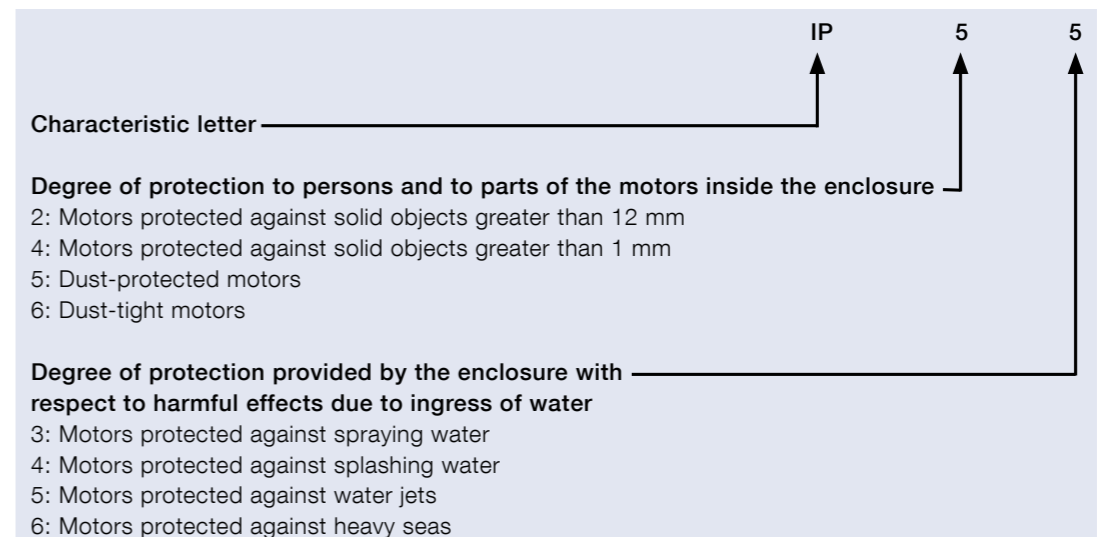 IP 5 5
Characteristic letter
Degree of protection to persons and to parts of the motors inside the enclosure
2: Motors protected against solid objects greater than 12 mm
4: Motors protected against solid objects greater than 1 mm
5: Dust-protected motors
6: Dust-tight motors
Degree of protection provided by the enclosure with
respect to harmful effects due to ingress of water
3: Motors protected against spraying water
4: Motors protected against splashing water
5: Motors protected against water jets
6: Motors protected against heavy seas